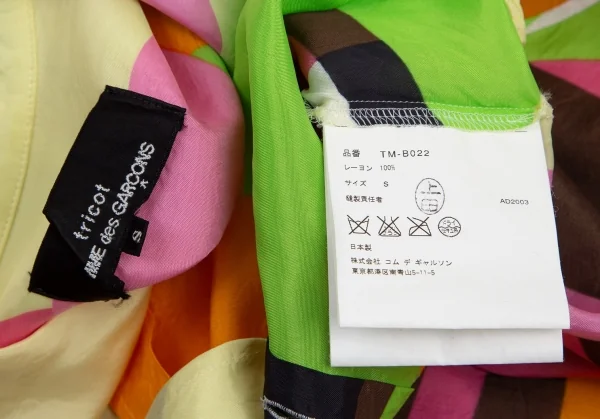 tricot
COMME des GARÇONS
S
品番 TM-B022
レーヨン 100%
サイズ S
縫製責任者
AD2003
日本製
株式会社 コム デ ギャルソン
東京都港区南青山5-11-5